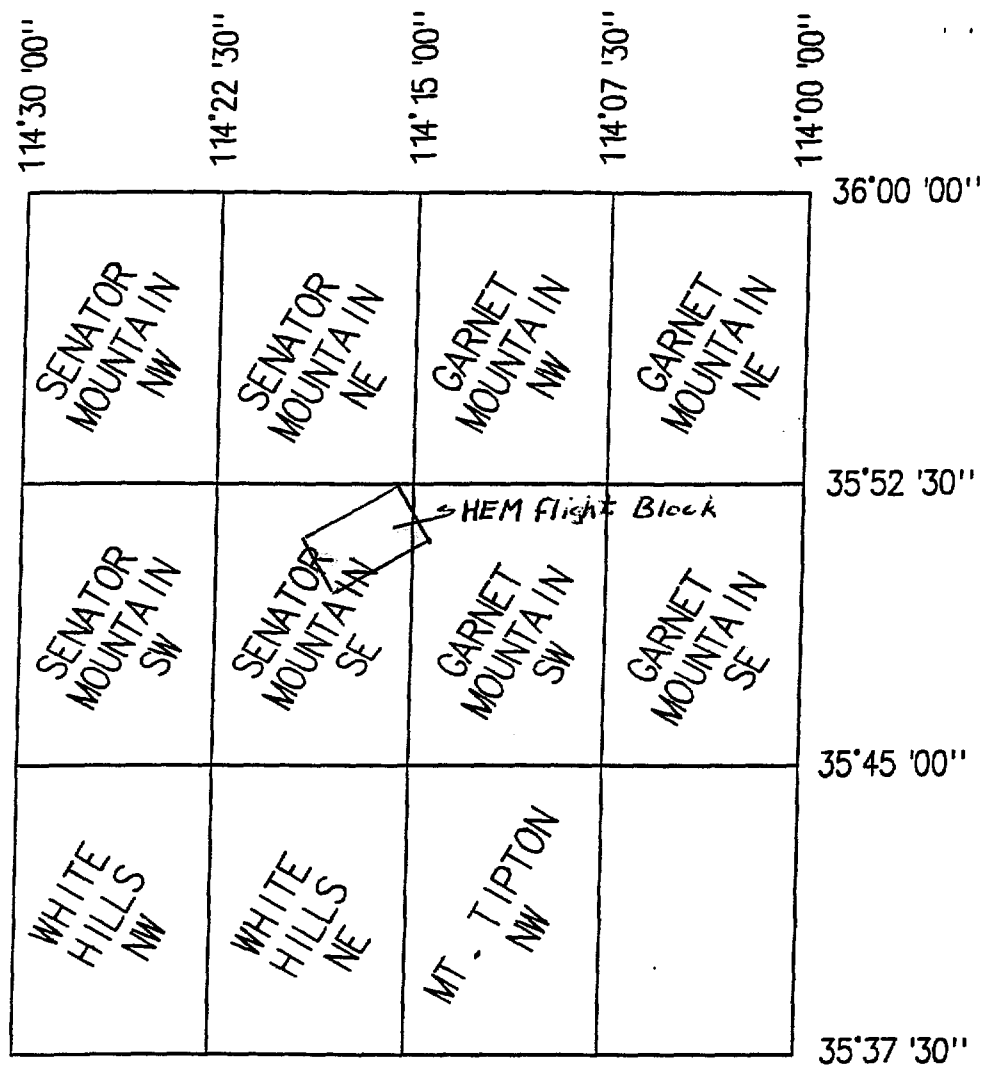 114°30 '00"
114°22 '30"
114°15 '00"
114°07 '30"
114°00 '00"
36°00 '00"
SENATOR
MOUNTAIN
NW
SENATOR
MOUNTAIN
NE
GARNET
MOUNTAIN
NW
GARNET
MOUNTAIN
NE
35°52 '30"
HEM Flight Block
SENATOR
MOUNTAIN
SW
SENATOR
MOUNTAIN
SE
GARNET
MOUNTAIN
SW
GARNET
MOUNTAIN
SE
35°45 '00"
WHITE
HILLS
NW
WHITE
HILLS
NE
MT. TIPTON
NW
35°37 '30"